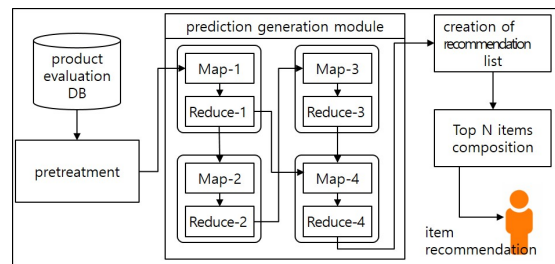 prediction generation module
product
evaluation
DB
pretreatment
Map-1
Reduce-1
Map-2
Reduce-2
Map-3
Reduce-3
Map-4
Reduce-4
creation of
recommendation
list
Top N items
composition
item
recommendation